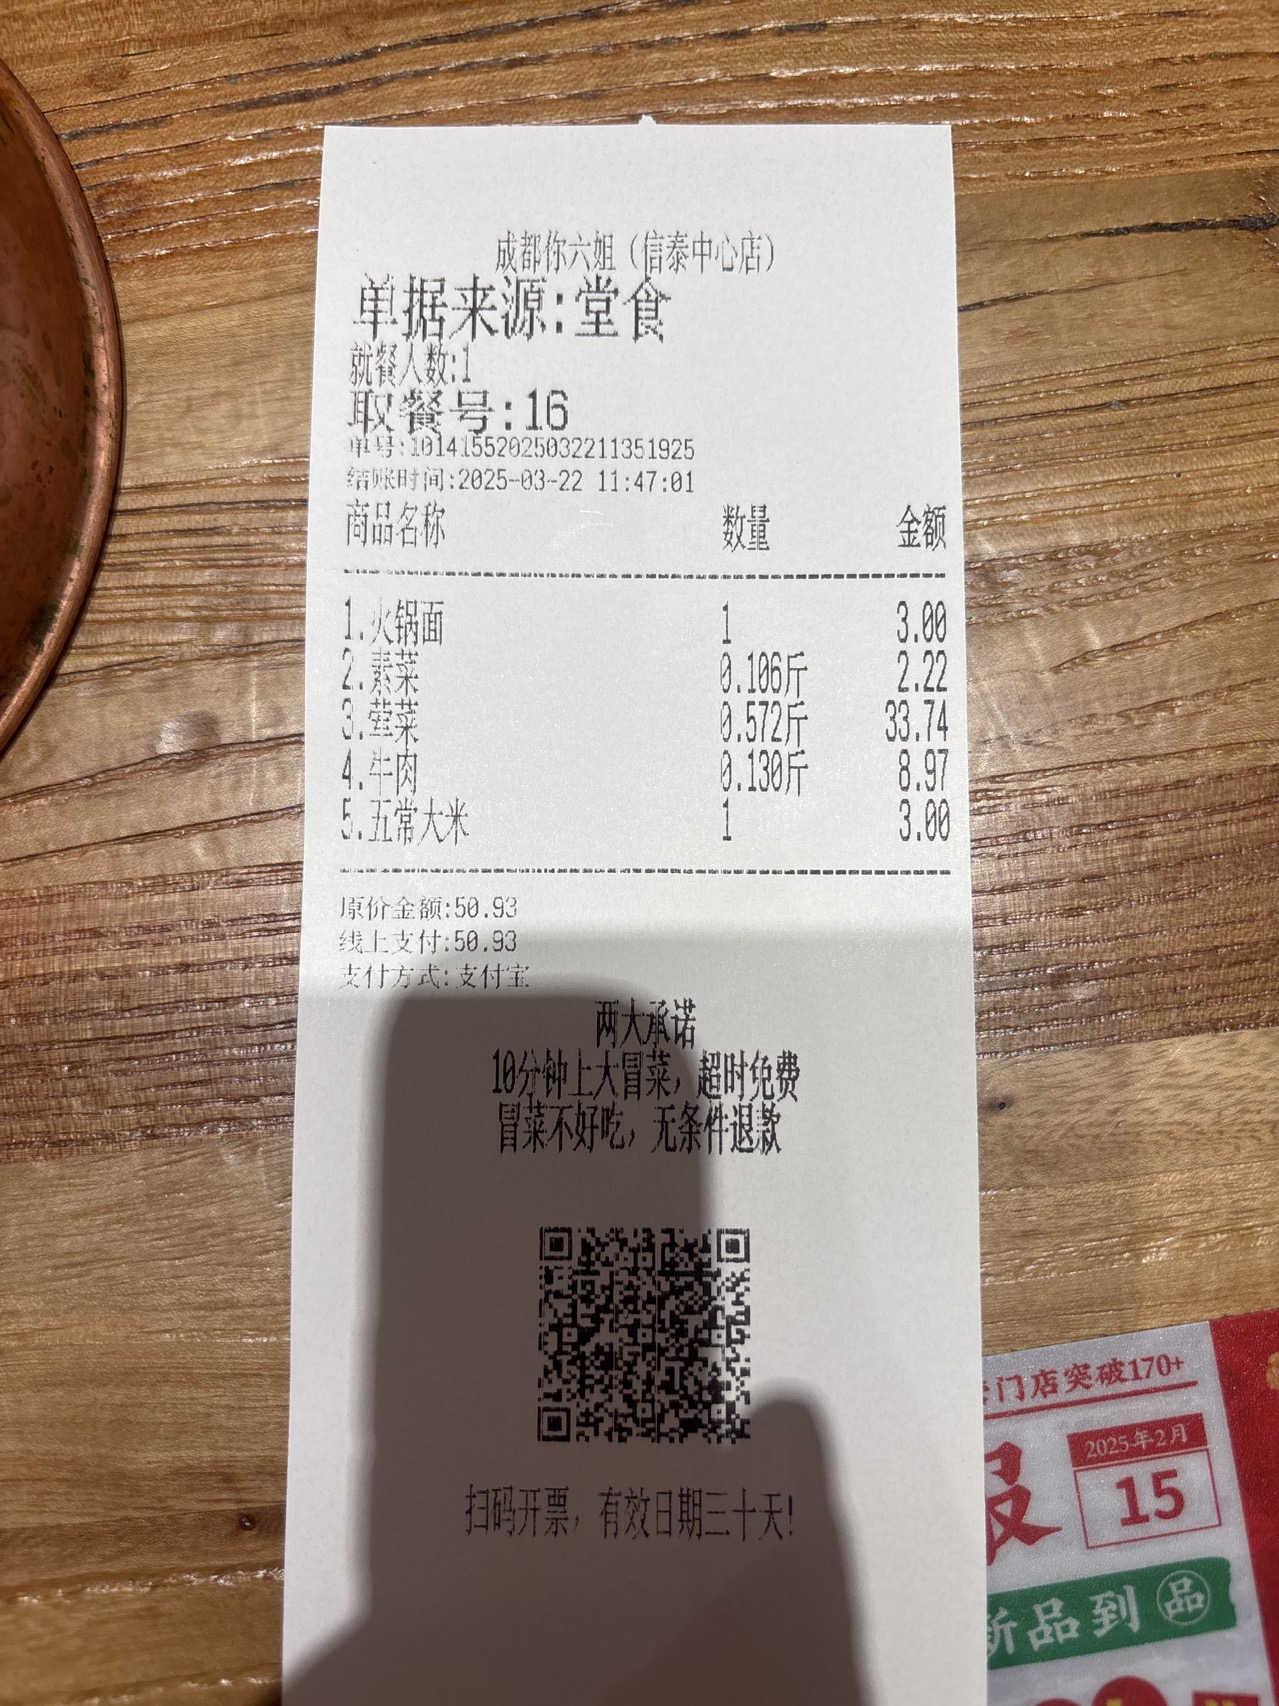 成都你六姐（信泰中心店）
单据来源:堂食
就餐人数:1
取餐号:16
单号:10141552025032211351925
结账时间:2025-03-22 11:47:01
商品名称 数量 金额
1.火锅面 1 3.00
2.素菜 0.106斤 2.22
3.荤菜 0.572斤 33.74
4.牛肉 0.130斤 8.97
5.五常大米 1 3.00
原价金额:50.93
线上支付:50.93
支付方式:支付宝
两大承诺
10分钟上大冒菜，超时免费
冒菜不好吃，无条件退款
扫码开票，有效日期三十天!
门店突破170+
报
2025年2月
15
新品到 品